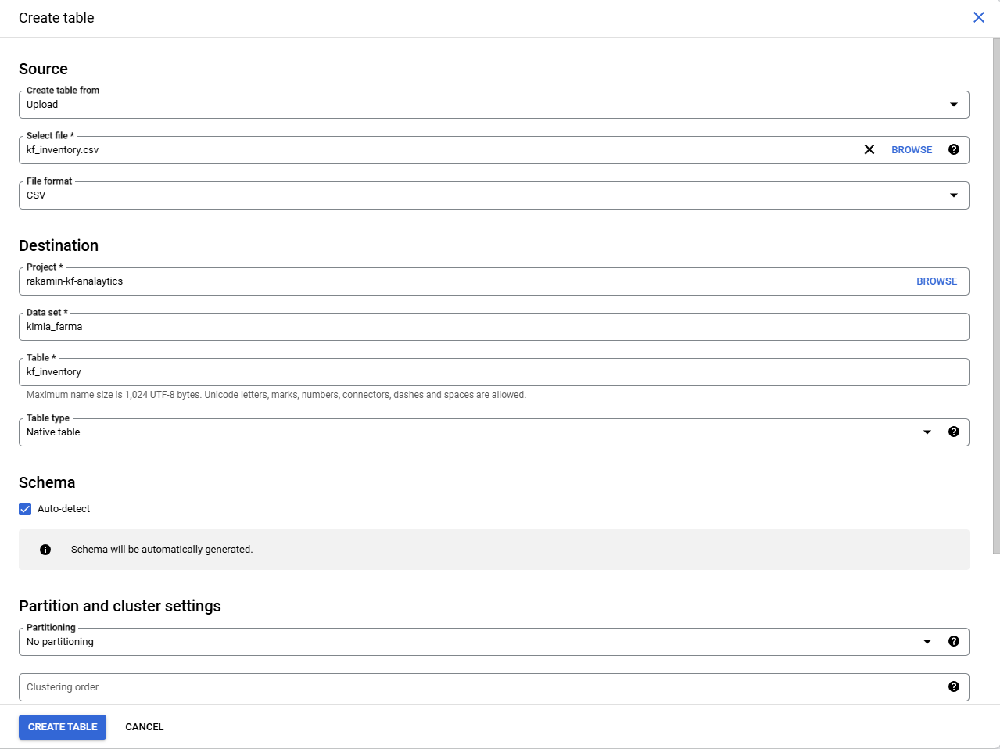 Create table
Source
Create table from
Upload
Select file *
kf_inventory.csv
BROWSE
File format
CSV
Destination
Project *
rakamin-kf-analaytics
BROWSE
Data set *
kimia_farma
Table *
kf_inventory
Maximum name size is 1,024 UTF-8 bytes. Unicode letters, marks, numbers, connectors, dashes and spaces are allowed.
Table type
Native table
Schema
Auto-detect
Schema will be automatically generated.
Partition and cluster settings
Partitioning
No partitioning
Clustering order
CREATE TABLE CANCEL